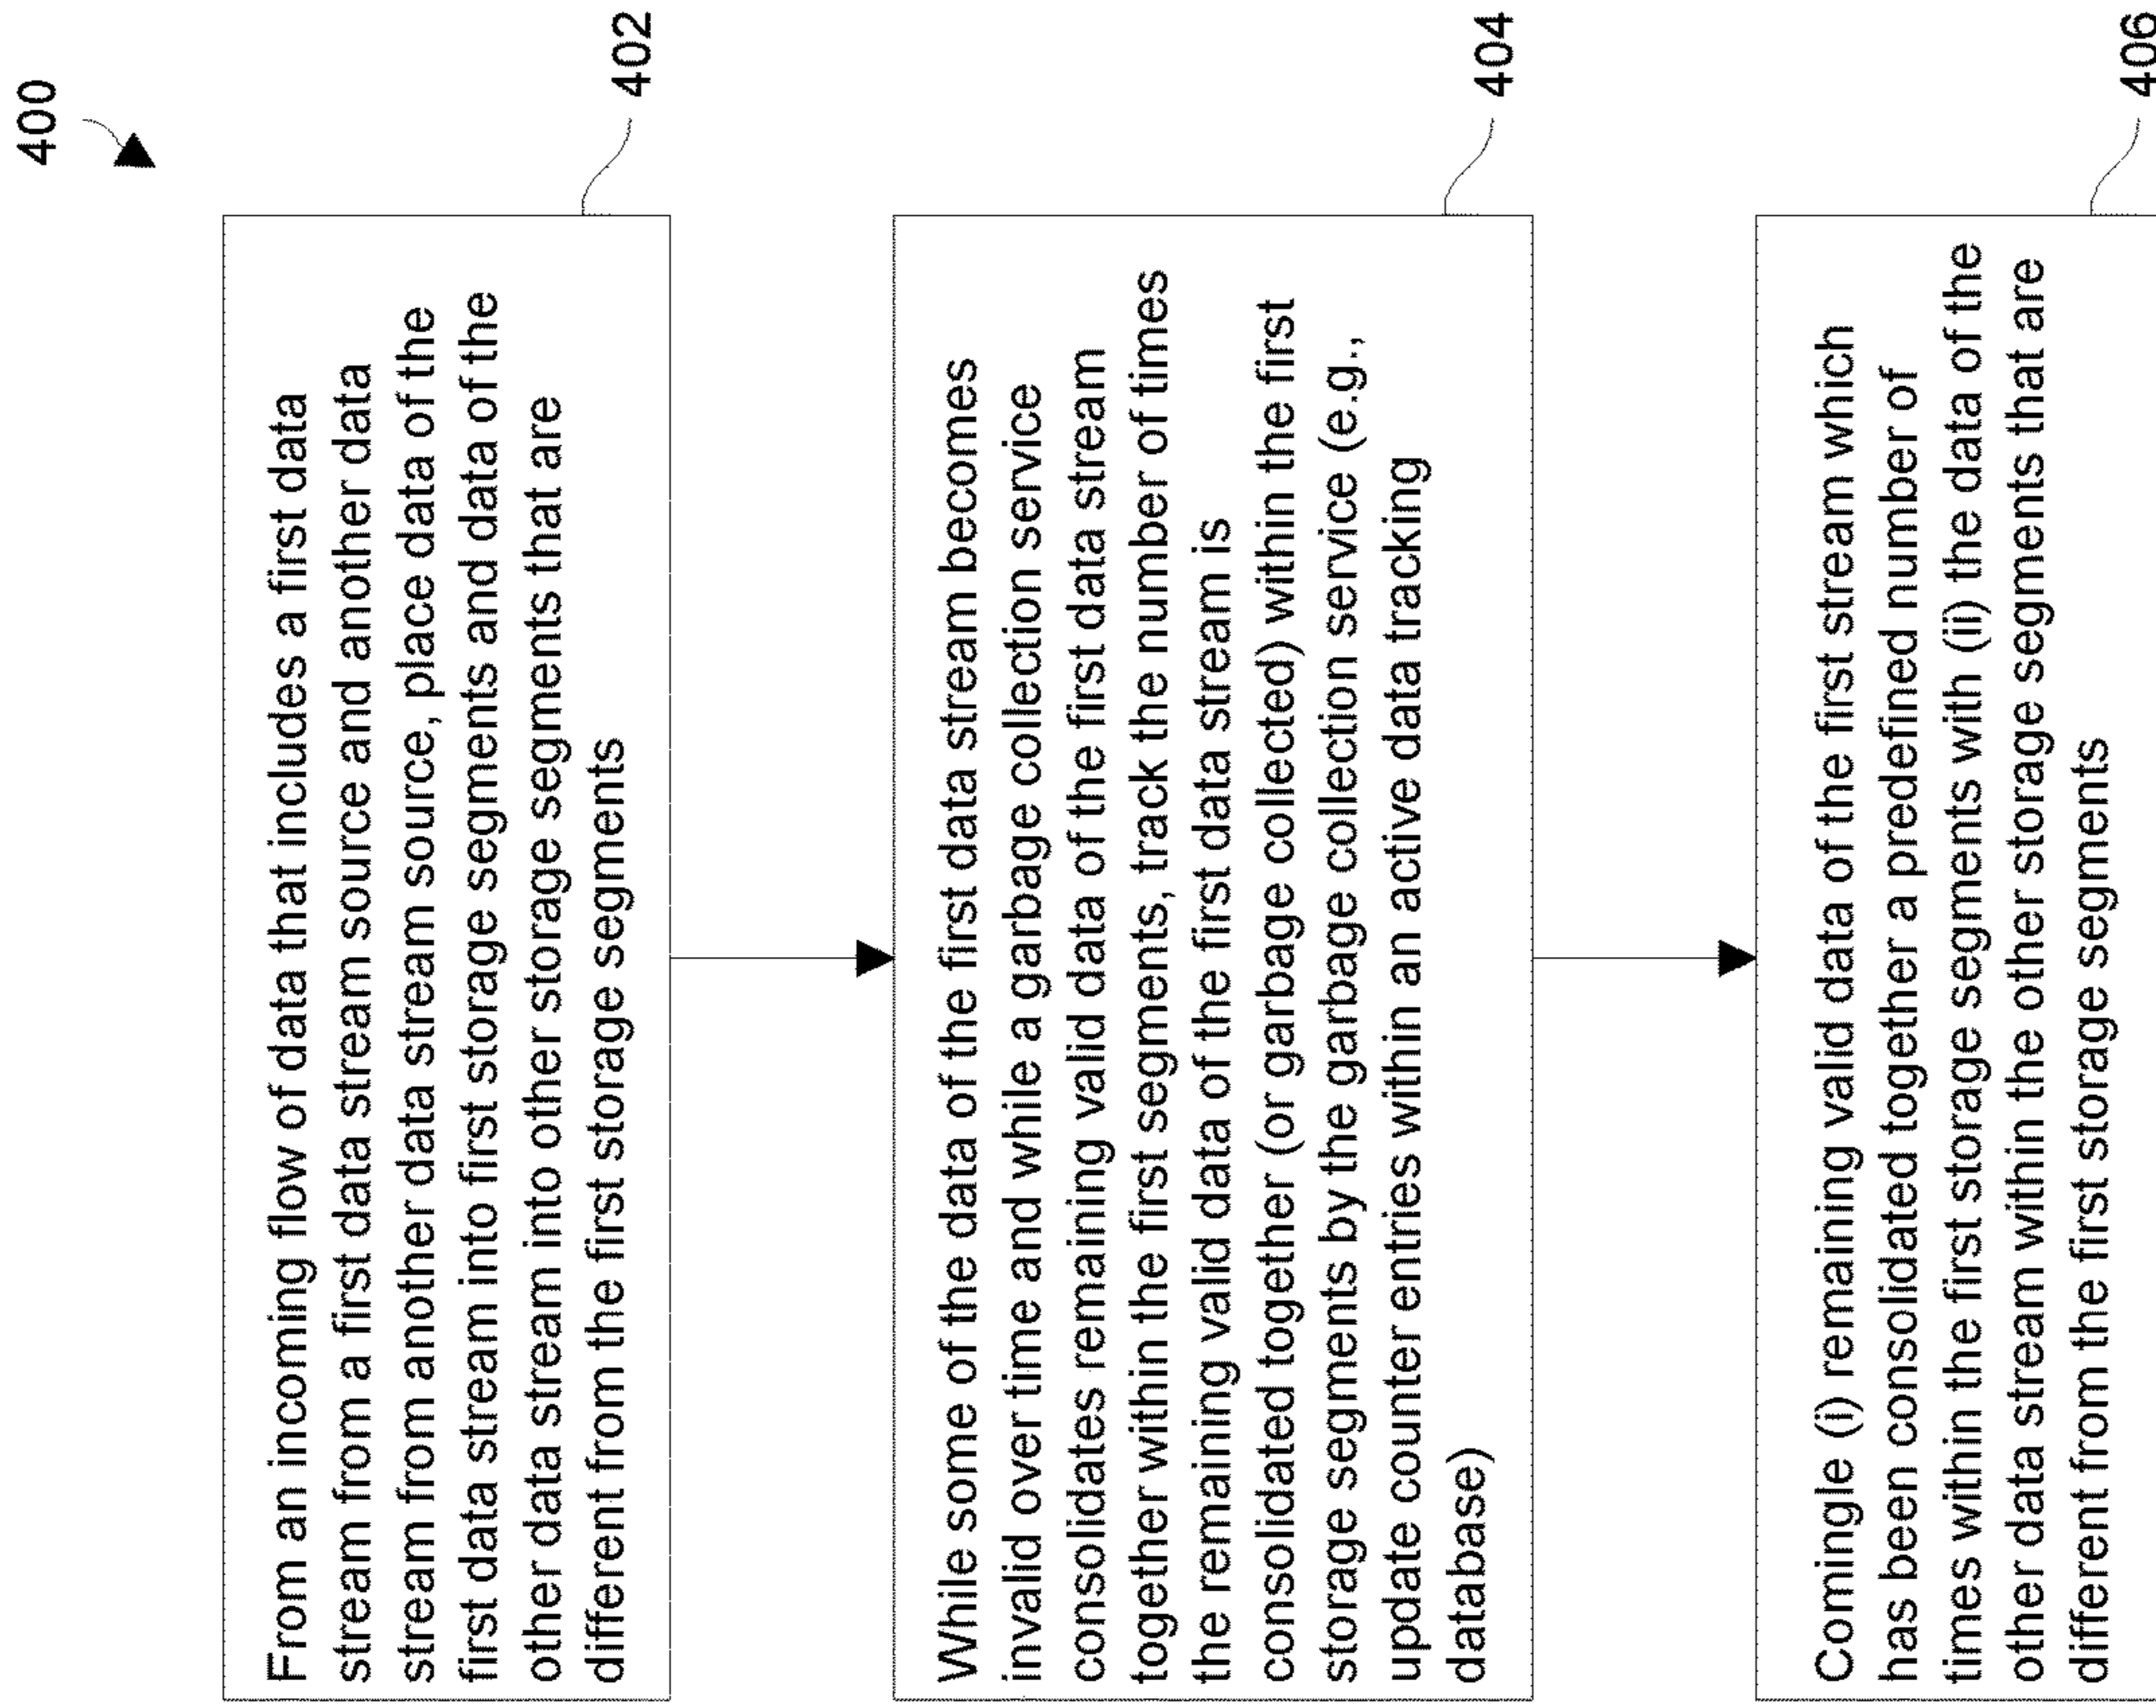 400
From an incoming flow of data that includes a first data
stream from a first data stream source and another data
stream from another data stream source, place data of the
first data stream into first storage segments and data of the
other data stream into other storage segments that are
different from the first storage segments
402
While some of the data of the first data stream becomes
invalid over time and while a garbage collection service
consolidates remaining valid data of the first data stream
together within the first segments, track the number of times
the remaining valid data of the first data stream is
consolidated together (or garbage collected) within the first
storage segments by the garbage collection service (e.g.,
update counter entries within an active data tracking
database)
404
Comingle (i) remaining valid data of the first stream which
has been consolidated together a predefined number of
times within the first storage segments with (ii) the data of the
other data stream within the other storage segments that are
different from the first storage segments
406